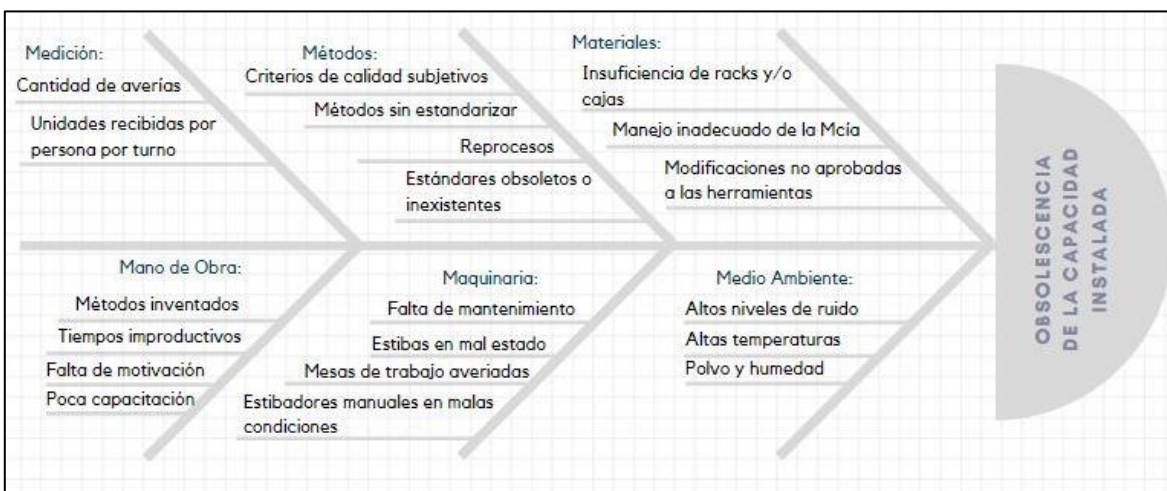 Medición:
Cantidad de averías
Unidades recibidas por
persona por turno
Métodos:
Criterios de calidad subjetivos
Métodos sin estandarizar
Reprocesos
Estándares obsoletos o
inexistentes
Materiales:
Insuficiencia de racks y/o
cajas
Manejo inadecuado de la Mcía
Modificaciones no aprobadas
a las herramientas
Mano de Obra:
Métodos inventados
Tiempos improductivos
Falta de motivación
Poca capacitación
Maquinaria:
Falta de mantenimiento
Estibas en mal estado
Mesas de trabajo averiadas
Estibadores manuales en malas
condiciones
Medio Ambiente:
Altos niveles de ruido
Altas temperaturas
Polvo y humedad
OBSOLESCENCIA
DE LA CAPACIDAD
INSTALADA